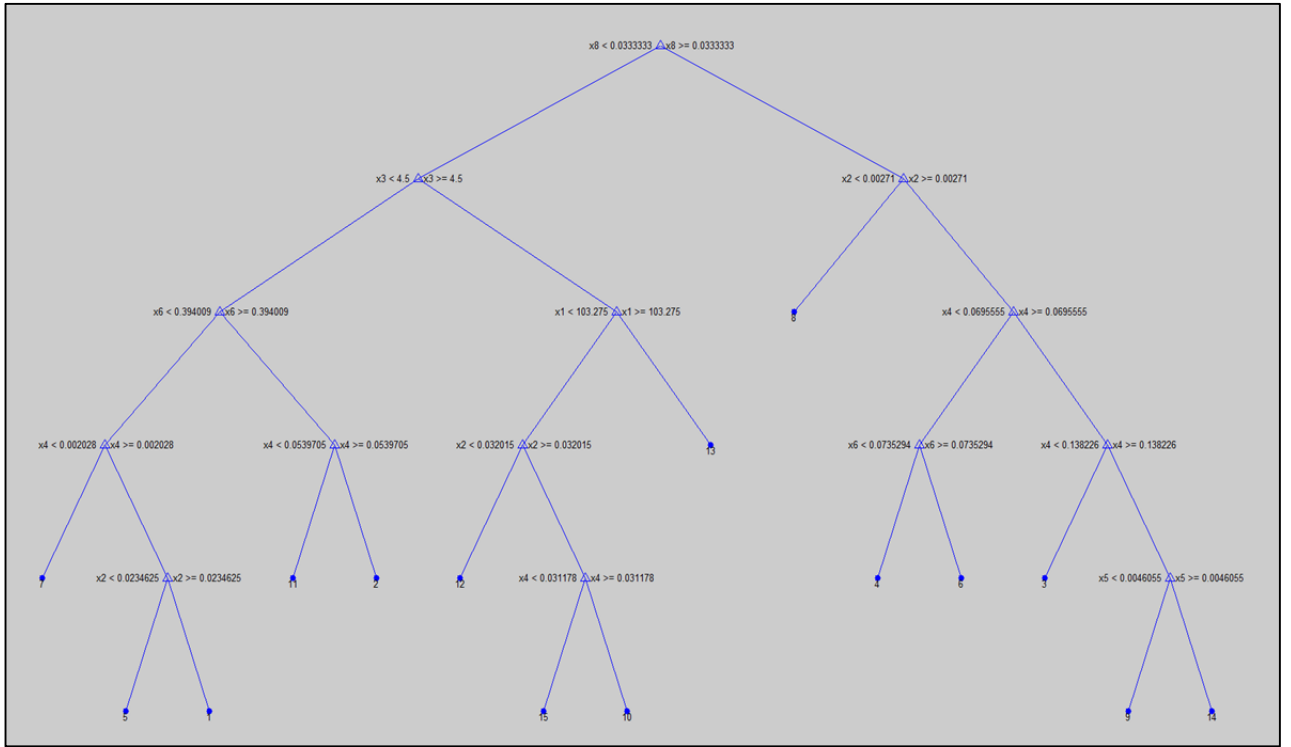 x8 < 0.0333333 x8 >= 0.0333333
x3 < 4.5 x3 >= 4.5
x2 < 0.00271 x2 >= 0.00271
x6 < 0.394009 x6 >= 0.394009
x1 < 103.275 x1 >= 103.275
8
x4 < 0.0695555 x4 >= 0.0695555
x4 < 0.002028 x4 >= 0.002028
x4 < 0.0539705 x4 >= 0.0539705
x2 < 0.032015 x2 >= 0.032015
13
x6 < 0.0735294 x6 >= 0.0735294
x4 < 0.138226 x4 >= 0.138226
7
x2 < 0.0234625 x2 >= 0.0234625
11
2
12
x4 < 0.031178 x4 >= 0.031178
4
6
3
x5 < 0.0046055 x5 >= 0.0046055
5
1
15
10
9
14